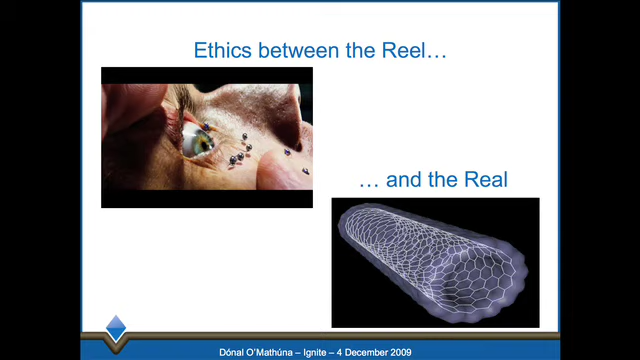 Ethics between the Reel…
… and the Real
Dónal O’Mathúna – Ignite – 4 December 2009